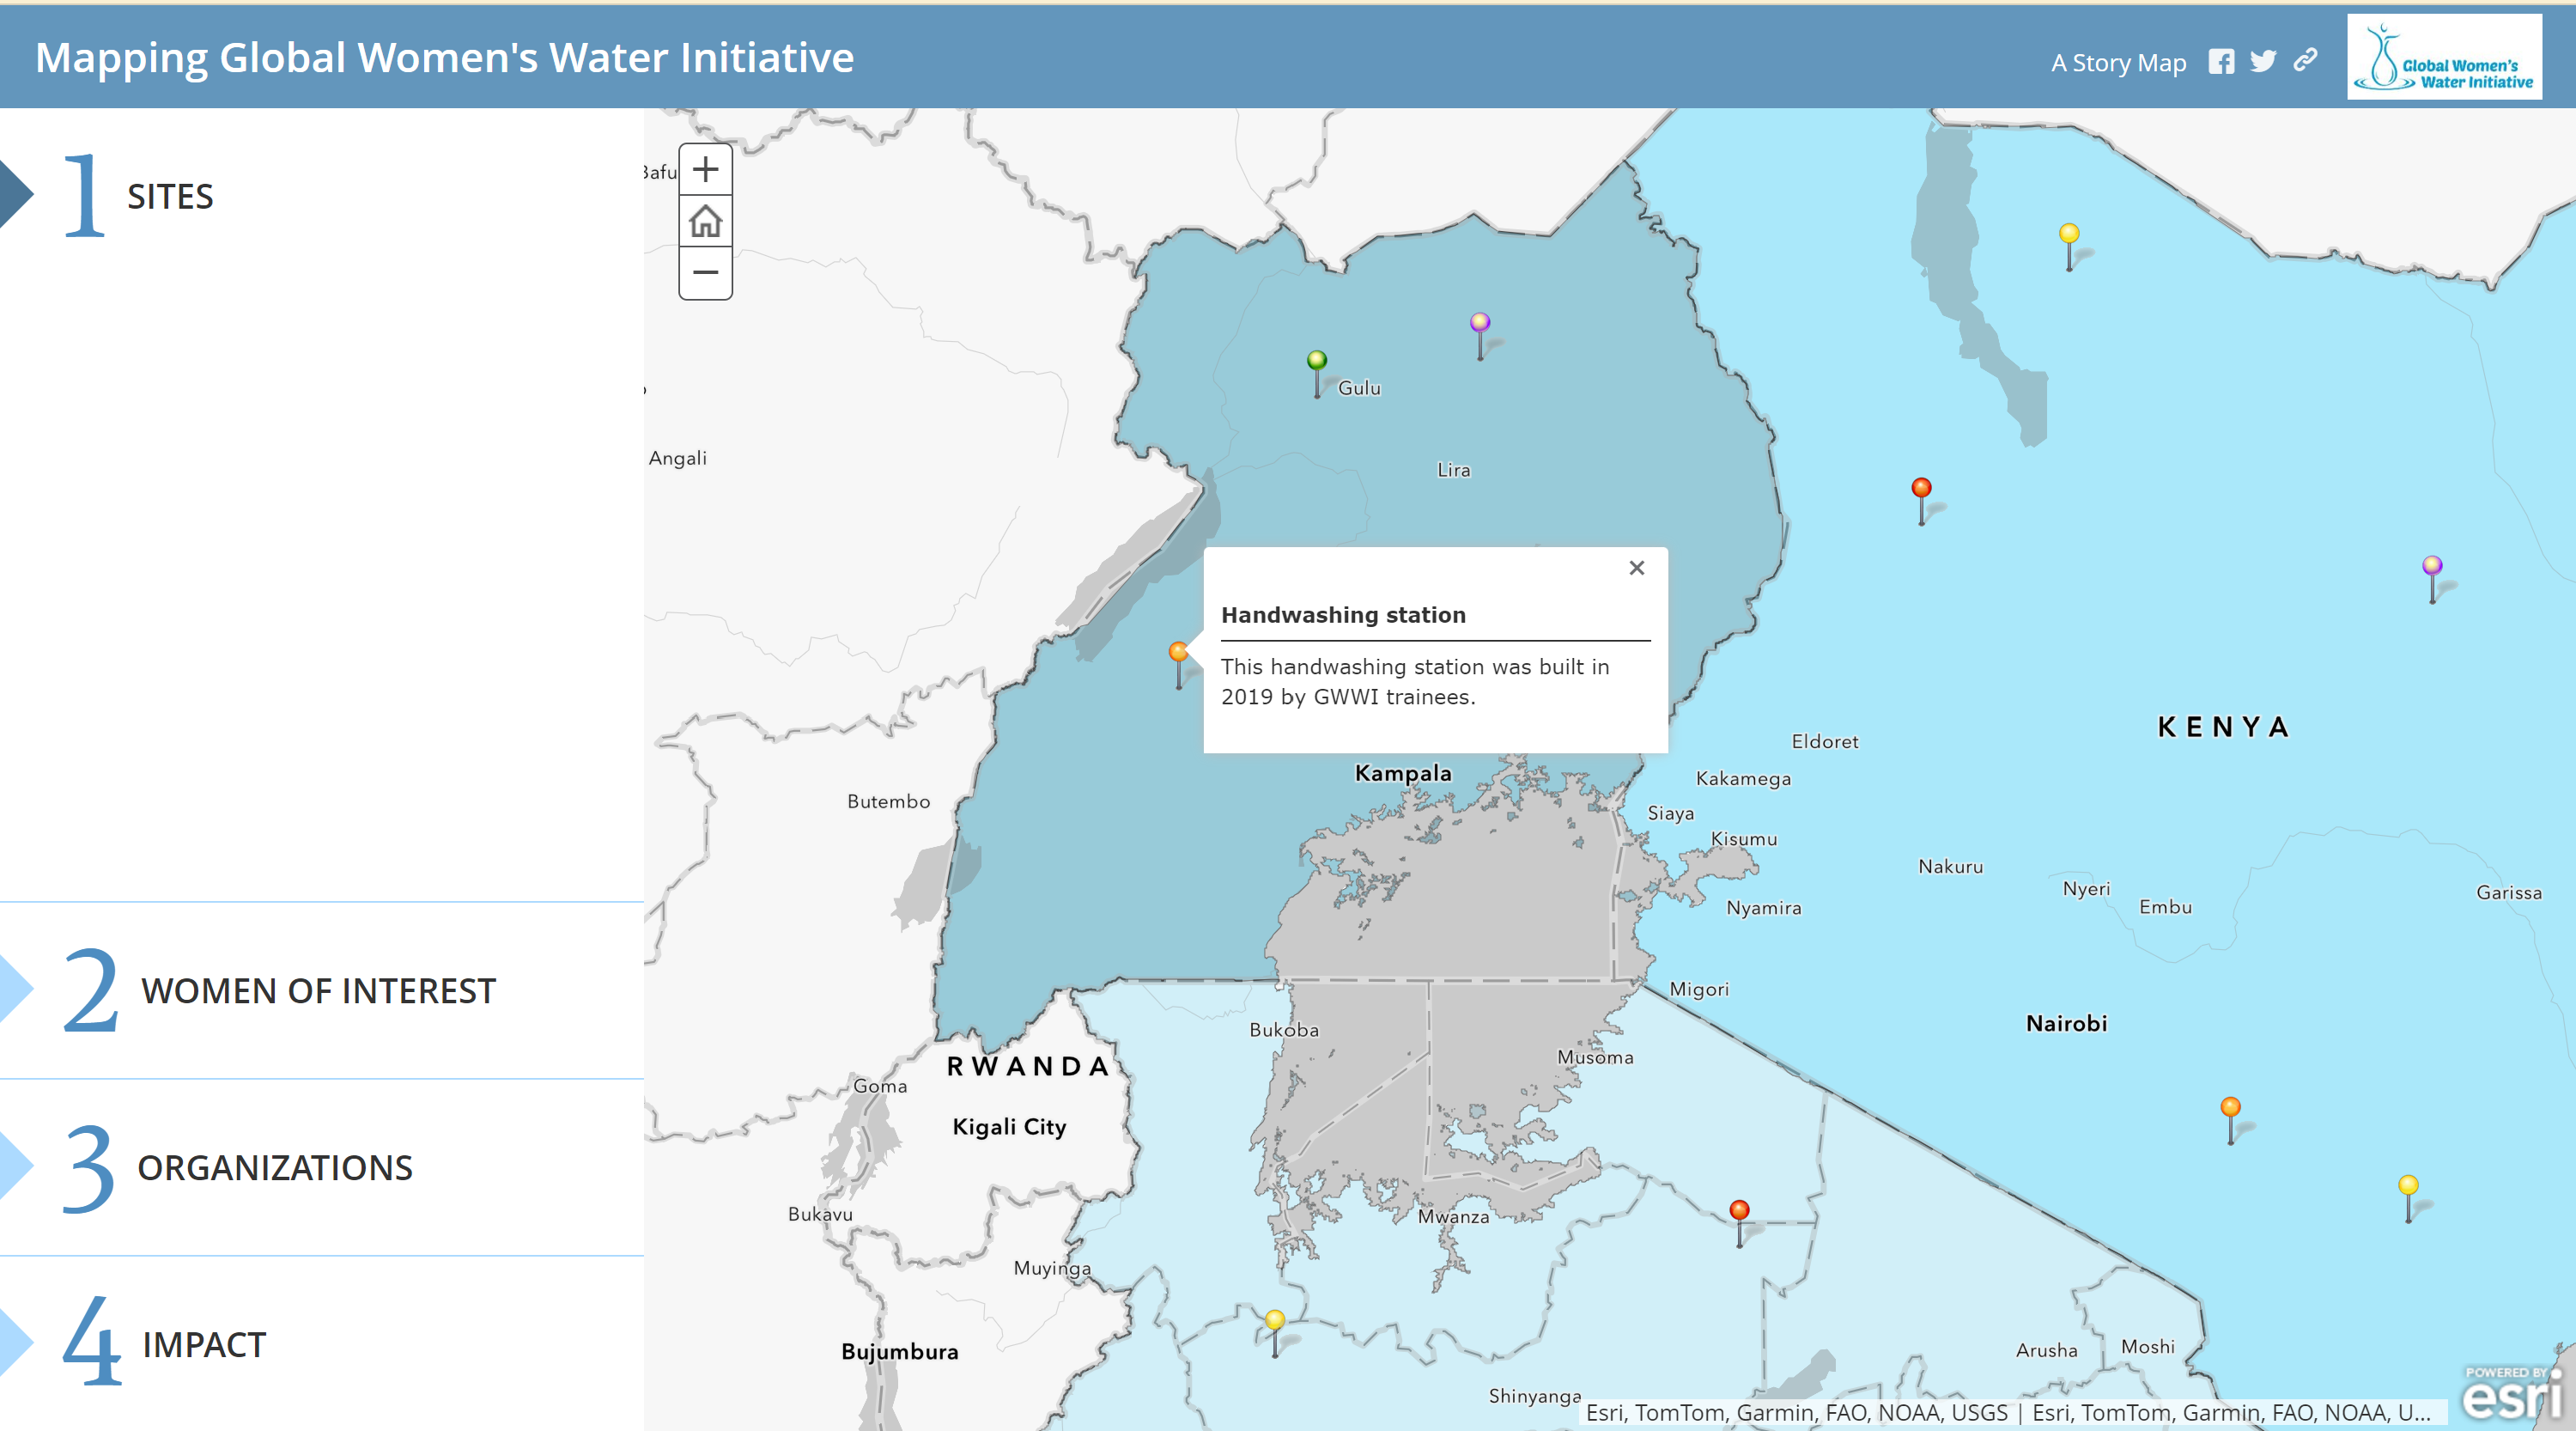 Mapping Global Women's Water Initiative
A Story Map
Global Women's
Water Initiative
1 SITES
2 WOMEN OF INTEREST
3 ORGANIZATIONS
4 IMPACT
+
−
Bafu
Angali
Gulu
Lira
×
Handwashing station
This handwashing station was built in
2019 by GWWI trainees.
KENYA
Eldoret
Kampala
Kakamega
Butembo
Siaya
Kisumu
Nakuru
Nyeri
Garissa
Embu
Nyamira
Migori
Nairobi
Bukoba
Musoma
RWANDA
Goma
Kigali City
Bukavu
Mwanza
Muyinga
Bujumbura
Arusha
Moshi
Shinyanga
Esri, TomTom, Garmin, FAO, NOAA, USGS | Esri, TomTom, Garmin, FAO, NOAA, U...
POWERED BY
esri